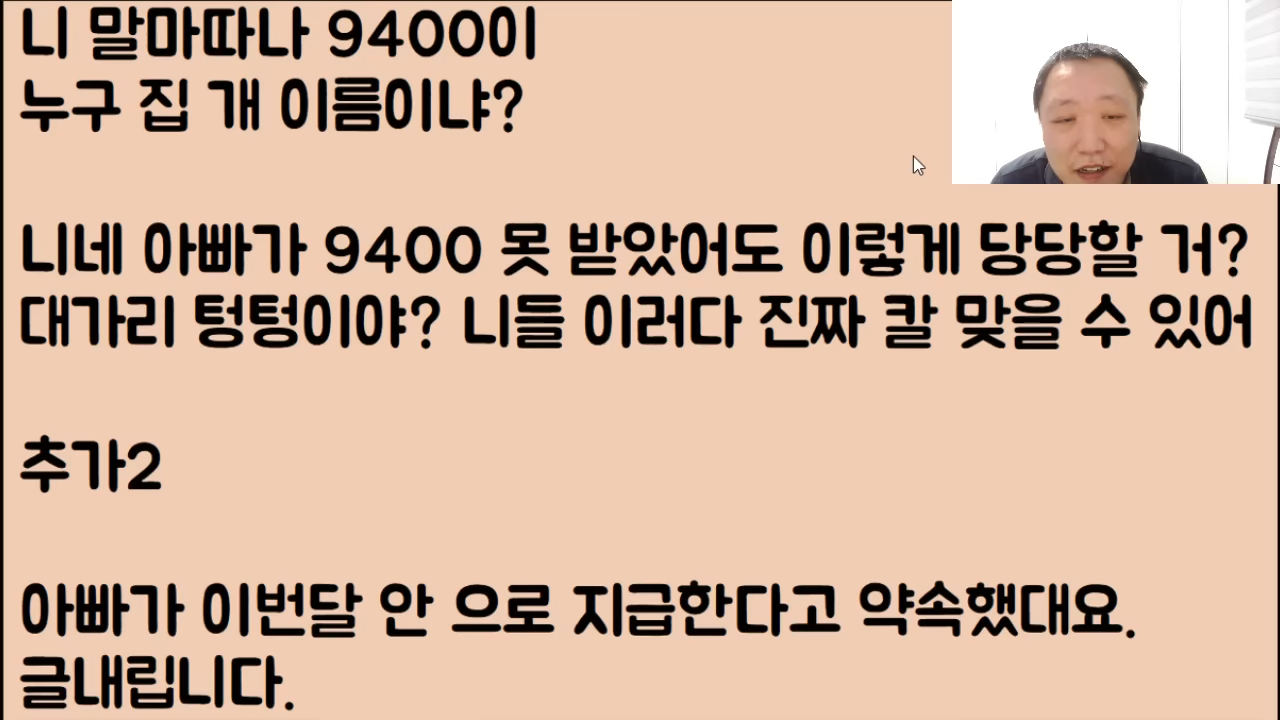 니 말마따나 9400이
누구 집 개 이름이냐?
니네 아빠가 9400 못 받았어도 이렇게 당당할 거?
대가리 텅텅이야? 니들 이러다 진짜 칼 맞을 수 있어
추가2
아빠가 이번달 안 으로 지급한다고 약속했대요.
글내립니다.